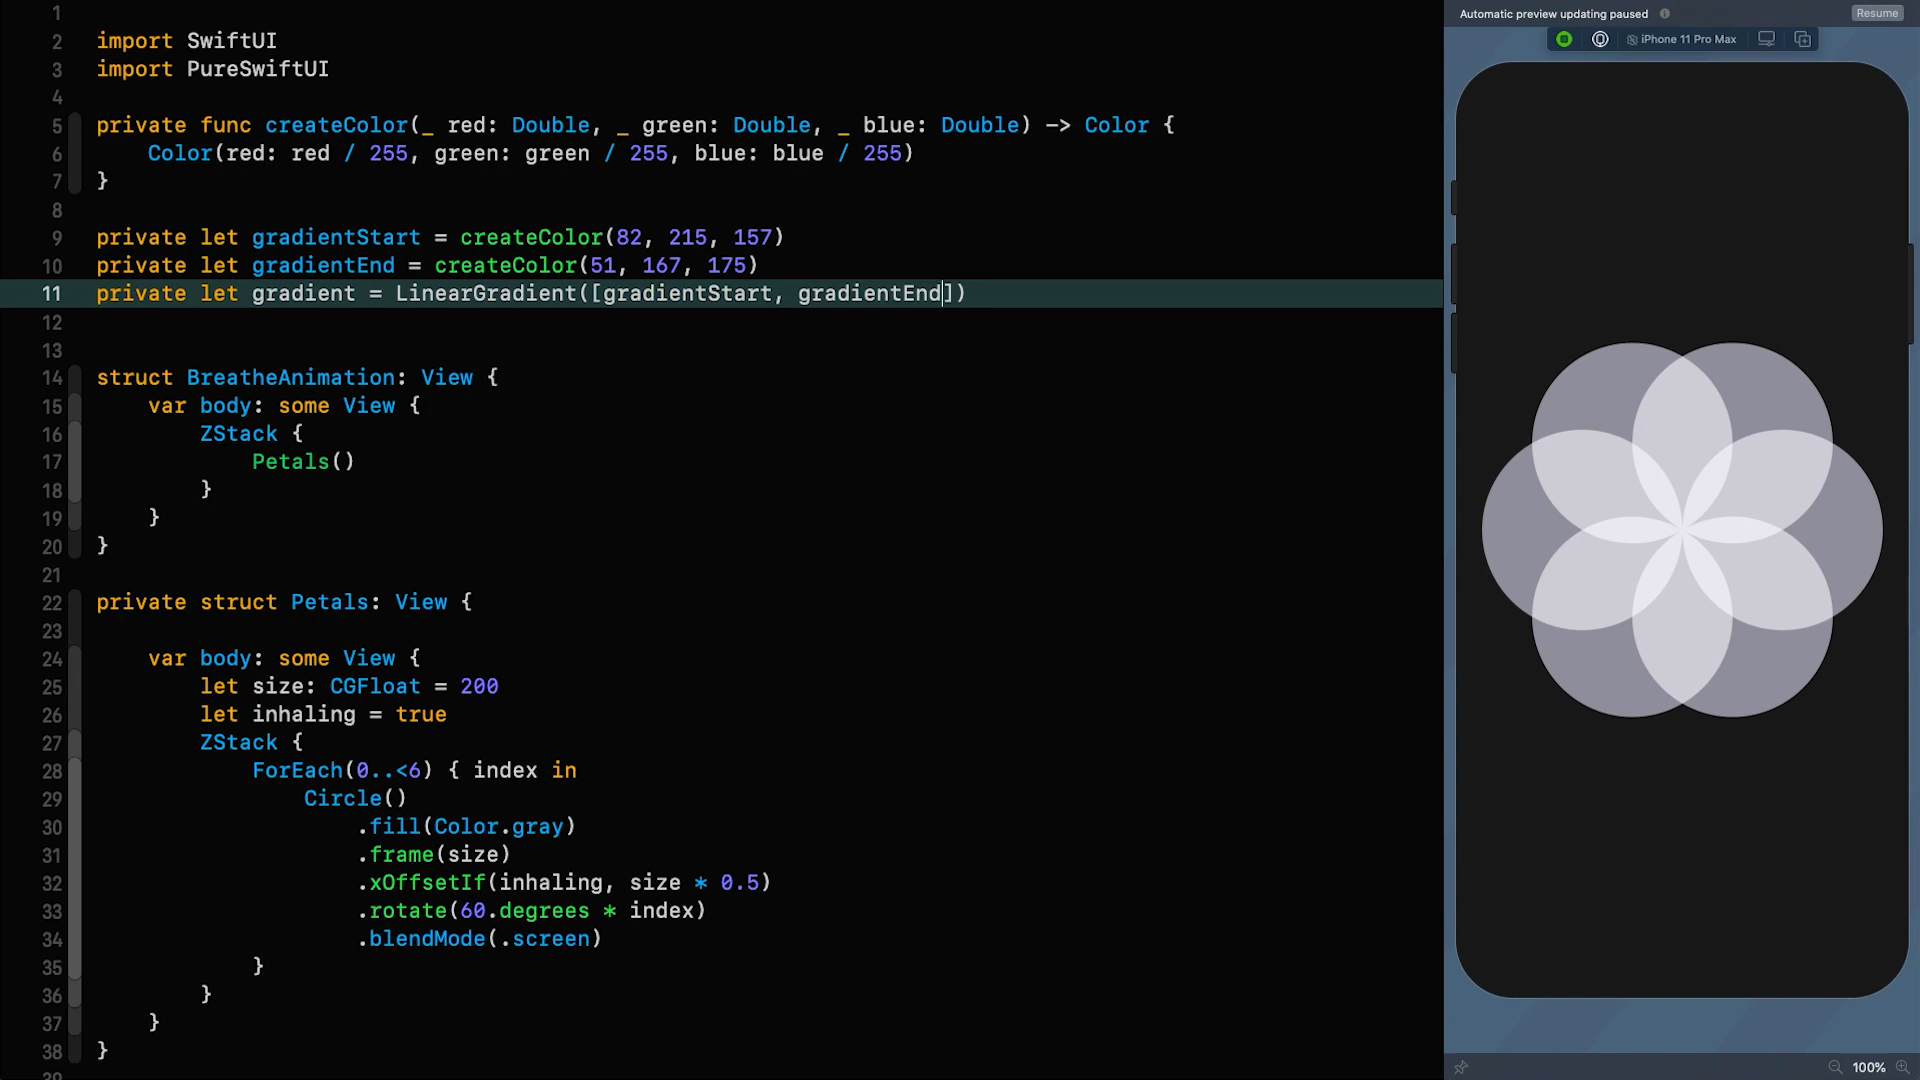 1
2 import SwiftUI
3 import PureSwiftUI
4
5 private func createColor(_ red: Double, _ green: Double, _ blue: Double) -> Color {
6 Color(red: red / 255, green: green / 255, blue: blue / 255)
7 }
8
9 private let gradientStart = createColor(82, 215, 157)
10 private let gradientEnd = createColor(51, 167, 175)
11 private let gradient = LinearGradient([gradientStart, gradientEnd])
12
13
14 struct BreatheAnimation: View {
15 var body: some View {
16 ZStack {
17 Petals()
18 }
19 }
20 }
21
22 private struct Petals: View {
23
24 var body: some View {
25 let size: CGFloat = 200
26 let inhaling = true
27 ZStack {
28 ForEach(0..<6) { index in
29 Circle()
30 .fill(Color.gray)
31 .frame(size)
32 .xOffsetIf(inhaling, size * 0.5)
33 .rotate(60.degrees * index)
34 .blendMode(.screen)
35 }
36 }
37 }
38 }
Automatic preview updating paused
Resume
iPhone 11 Pro Max
100%